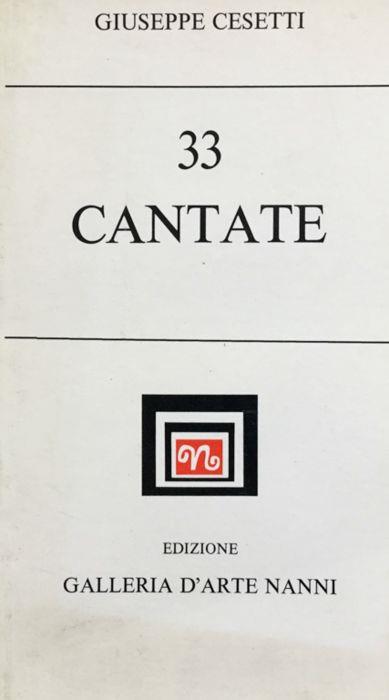 GIUSEPPE CESETTI
33
CANTATE
n
EDIZIONE
GALLERIA D'ARTE NANNI